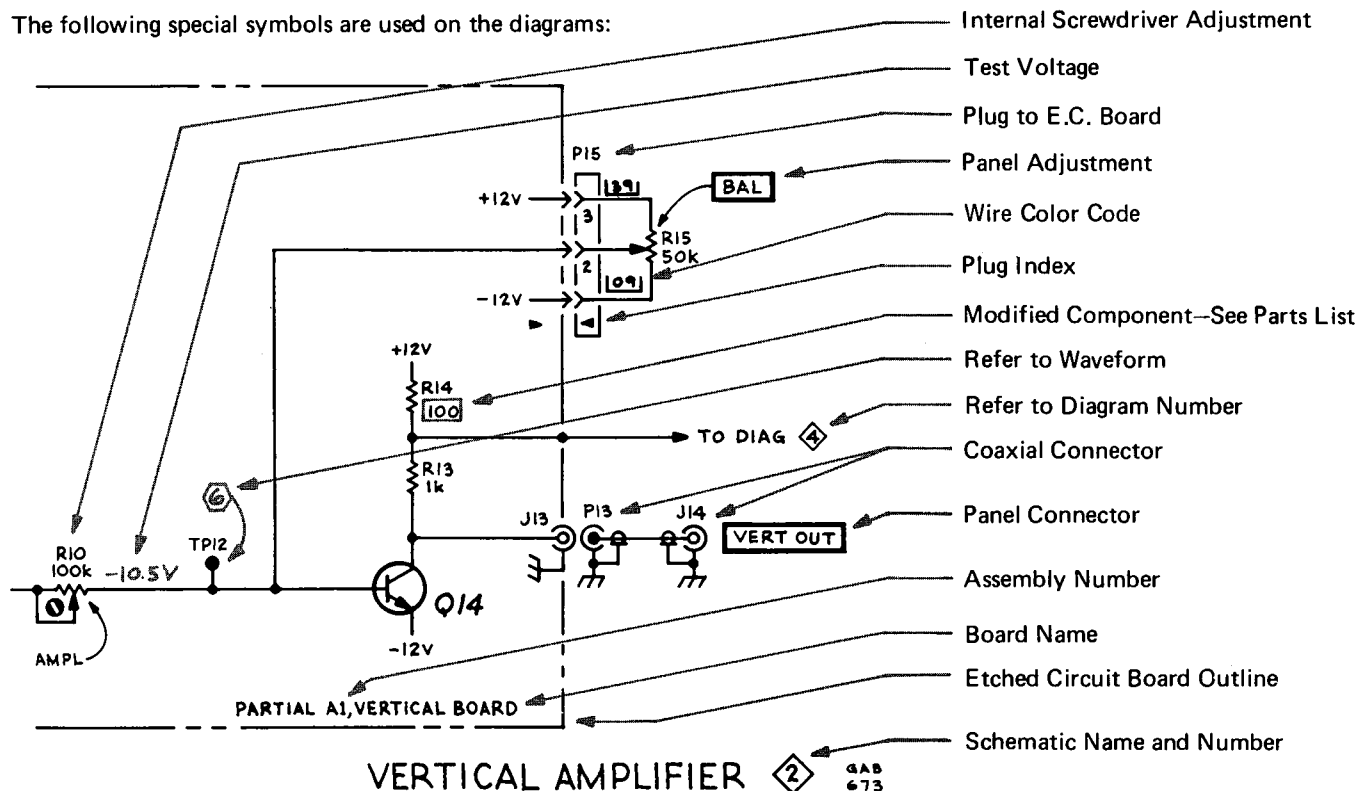 The following special symbols are used on the diagrams:
Internal Screwdriver Adjustment
Test Voltage
Plug to E.C. Board
Panel Adjustment
Wire Color Code
Plug Index
Modified Component—See Parts List
Refer to Waveform
Refer to Diagram Number
Coaxial Connector
Panel Connector
Assembly Number
Board Name
Etched Circuit Board Outline
Schematic Name and Number
P15
+12V
3
139
BAL
2
R15
50k
-12V
109
+12V
R14
100
TO DIAG 4
R13
1k
6
TP12
J13
P13
J14
VERT OUT
R10
100k
-10.5V
Q14
AMPL
-12V
PARTIAL A1, VERTICAL BOARD
VERTICAL AMPLIFIER 2
GAB
673